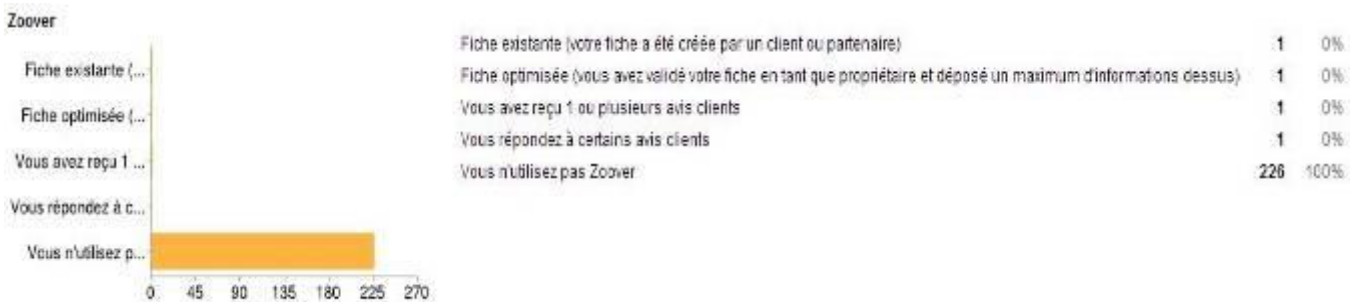 Zoover
Fiche existante (...
Fiche optimisée (...
Vous avez reçu 1 ...
Vous répondez à c...
Vous n'utilisez p...
0 45 90 135 180 225 270
Fiche existante (votre fiche a été créée par un client ou partenaire) 1 0%
Fiche optimisée (vous avez validé votre fiche en tant que propriétaire et déposé un maximum d'informations dessus) 1 0%
Vous avez reçu 1 ou plusieurs avis clients 1 0%
Vous répondez à certains avis clients 1 0%
Vous n'utilisez pas Zoover 226 100%